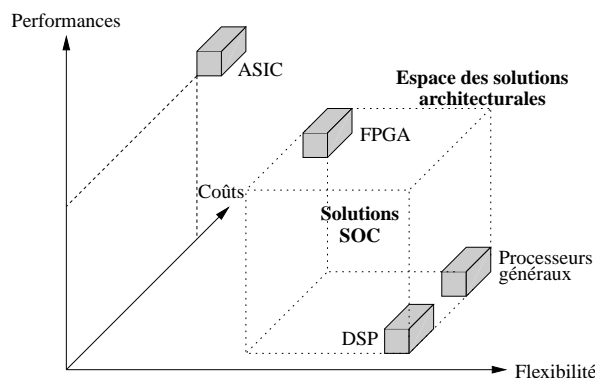 Performances
ASIC
Espace des solutions
architecturales
FPGA
Coûts
Solutions
SOC
Processeurs
généraux
DSP
Flexibilité